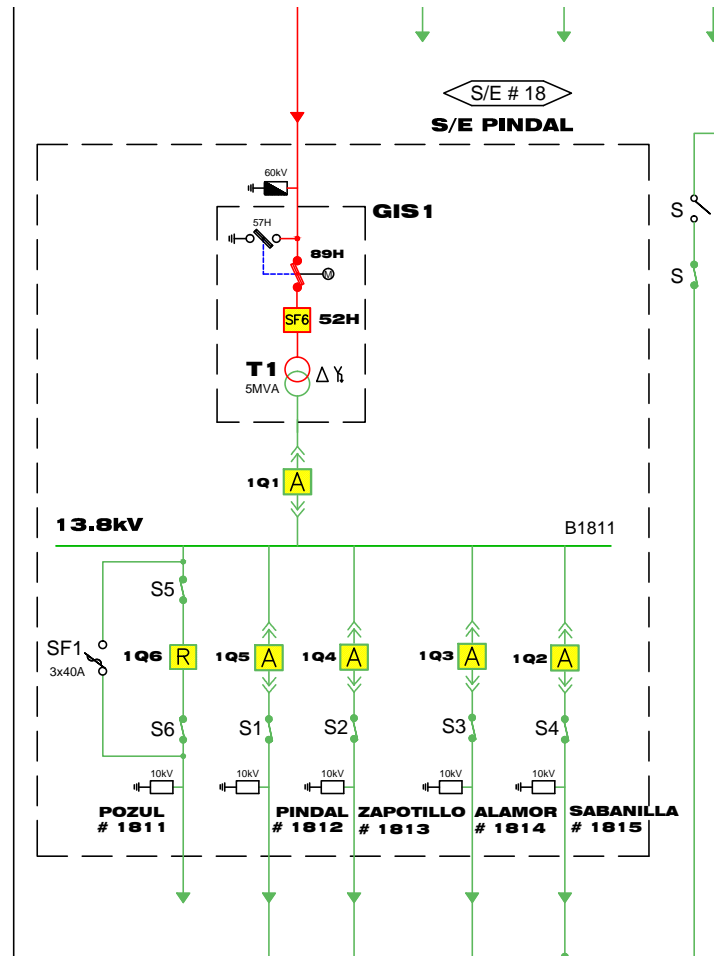 S/E # 18
S/E PINDAL
60kV
GIS1
57H
89H
M
SF6
52H
T1
5MVA
1Q1
A
13.8kV
B1811
S
S
S5
SF1
3x40A
1Q6
R
1Q5
A
1Q4
A
1Q3
A
1Q2
A
S6
S1
S2
S3
S4
10kV
10kV
10kV
10kV
10kV
POZUL
# 1811
PINDAL
# 1812
ZAPOTILLO
# 1813
ALAMOR
# 1814
SABANILLA
# 1815